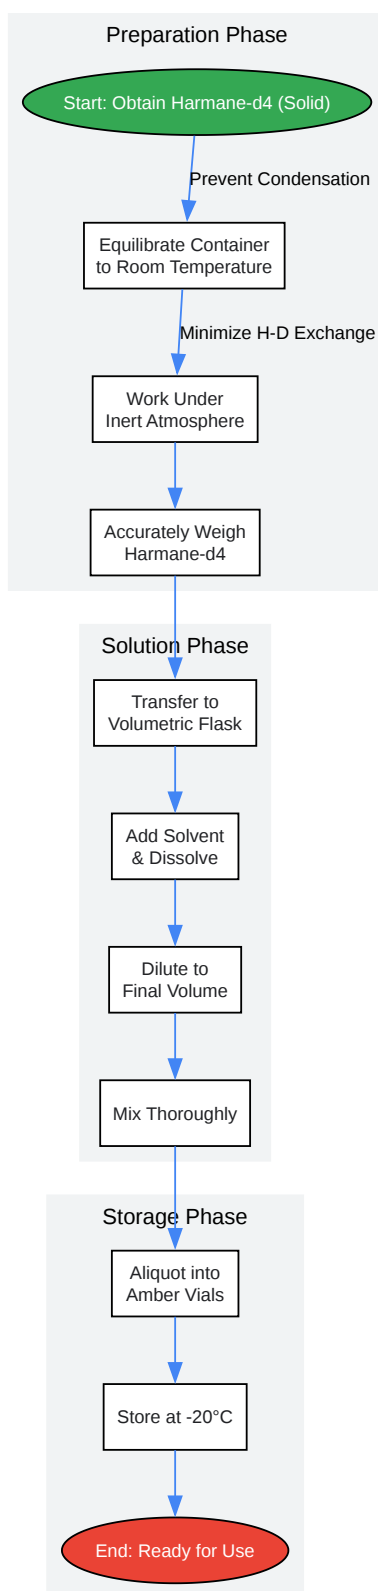 Preparation Phase
Start: Obtain Harmane-d4 (Solid)
Prevent Condensation
Equilibrate Container
to Room Temperature
Minimize H-D Exchange
Work Under
Inert Atmosphere
Accurately Weigh
Harmane-d4
Solution Phase
Transfer to
Volumetric Flask
Add Solvent
& Dissolve
Dilute to
Final Volume
Mix Thoroughly
Storage Phase
Aliquot into
Amber Vials
Store at -20°C
End: Ready for Use